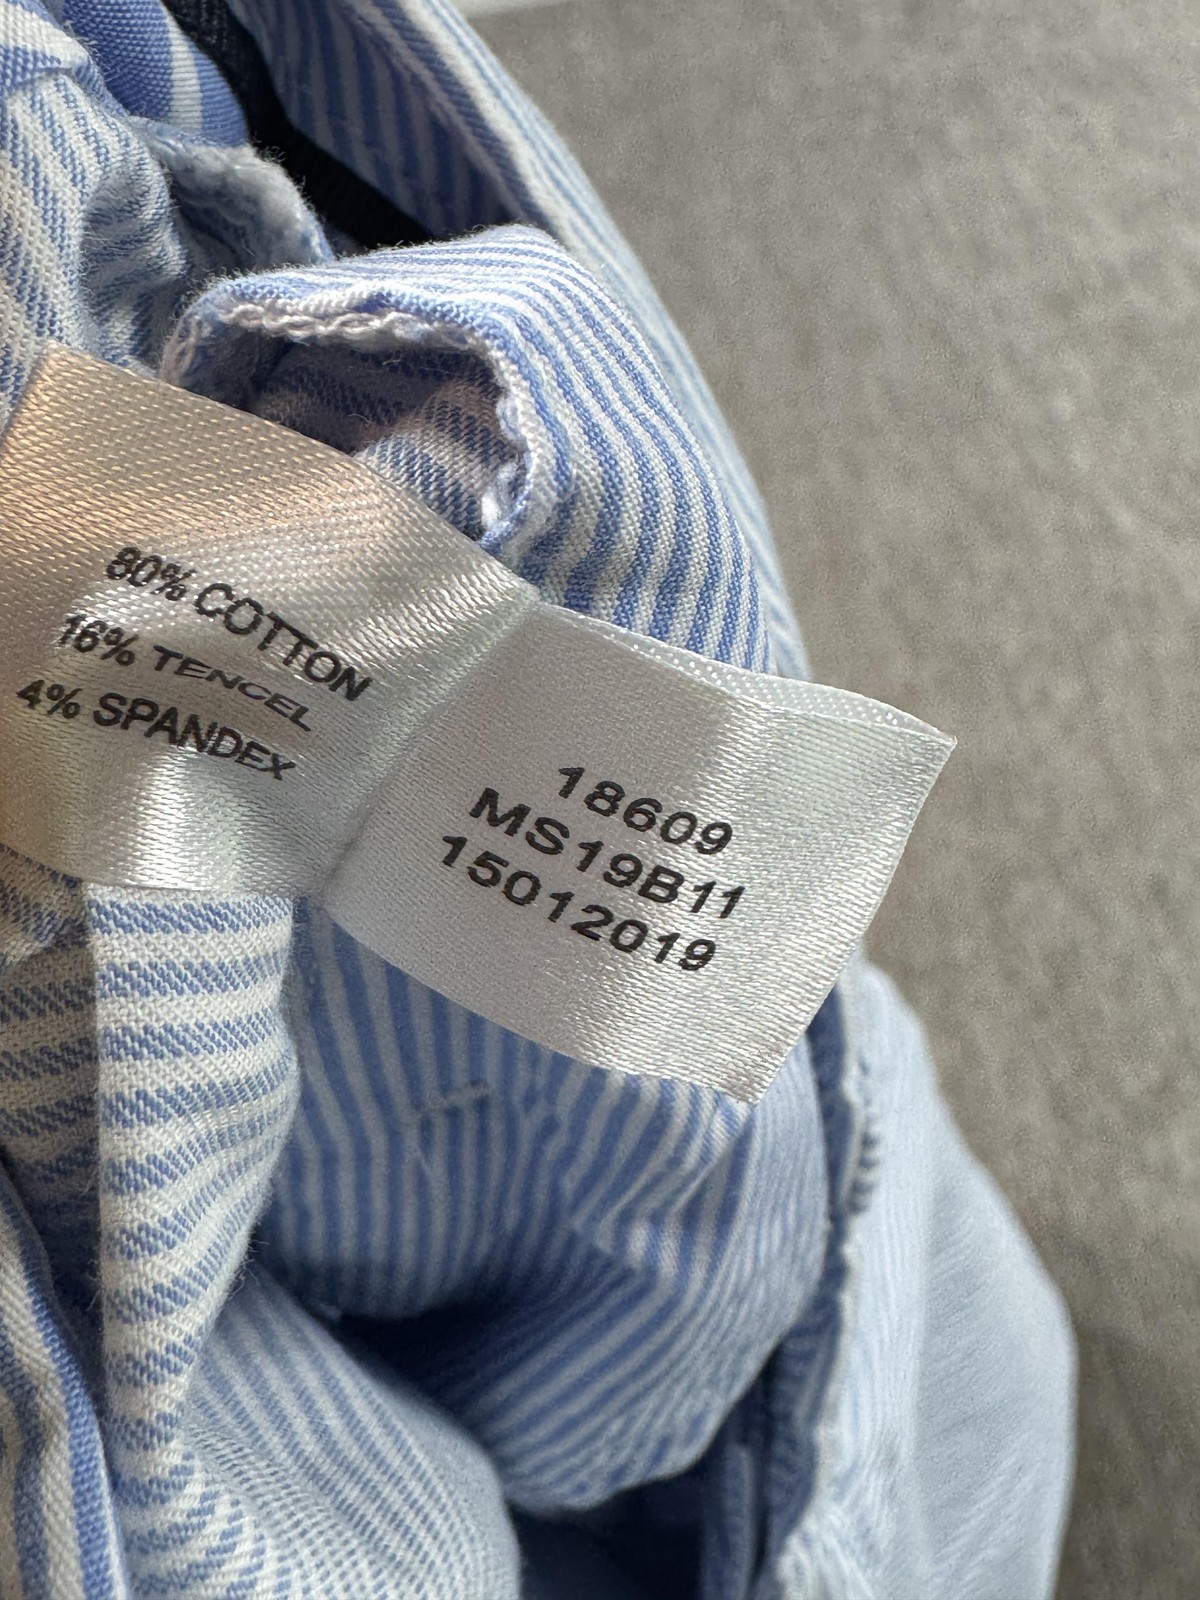 80% COTTON
16% TENCEL
4% SPANDEX
18609
MS19B11
15012019